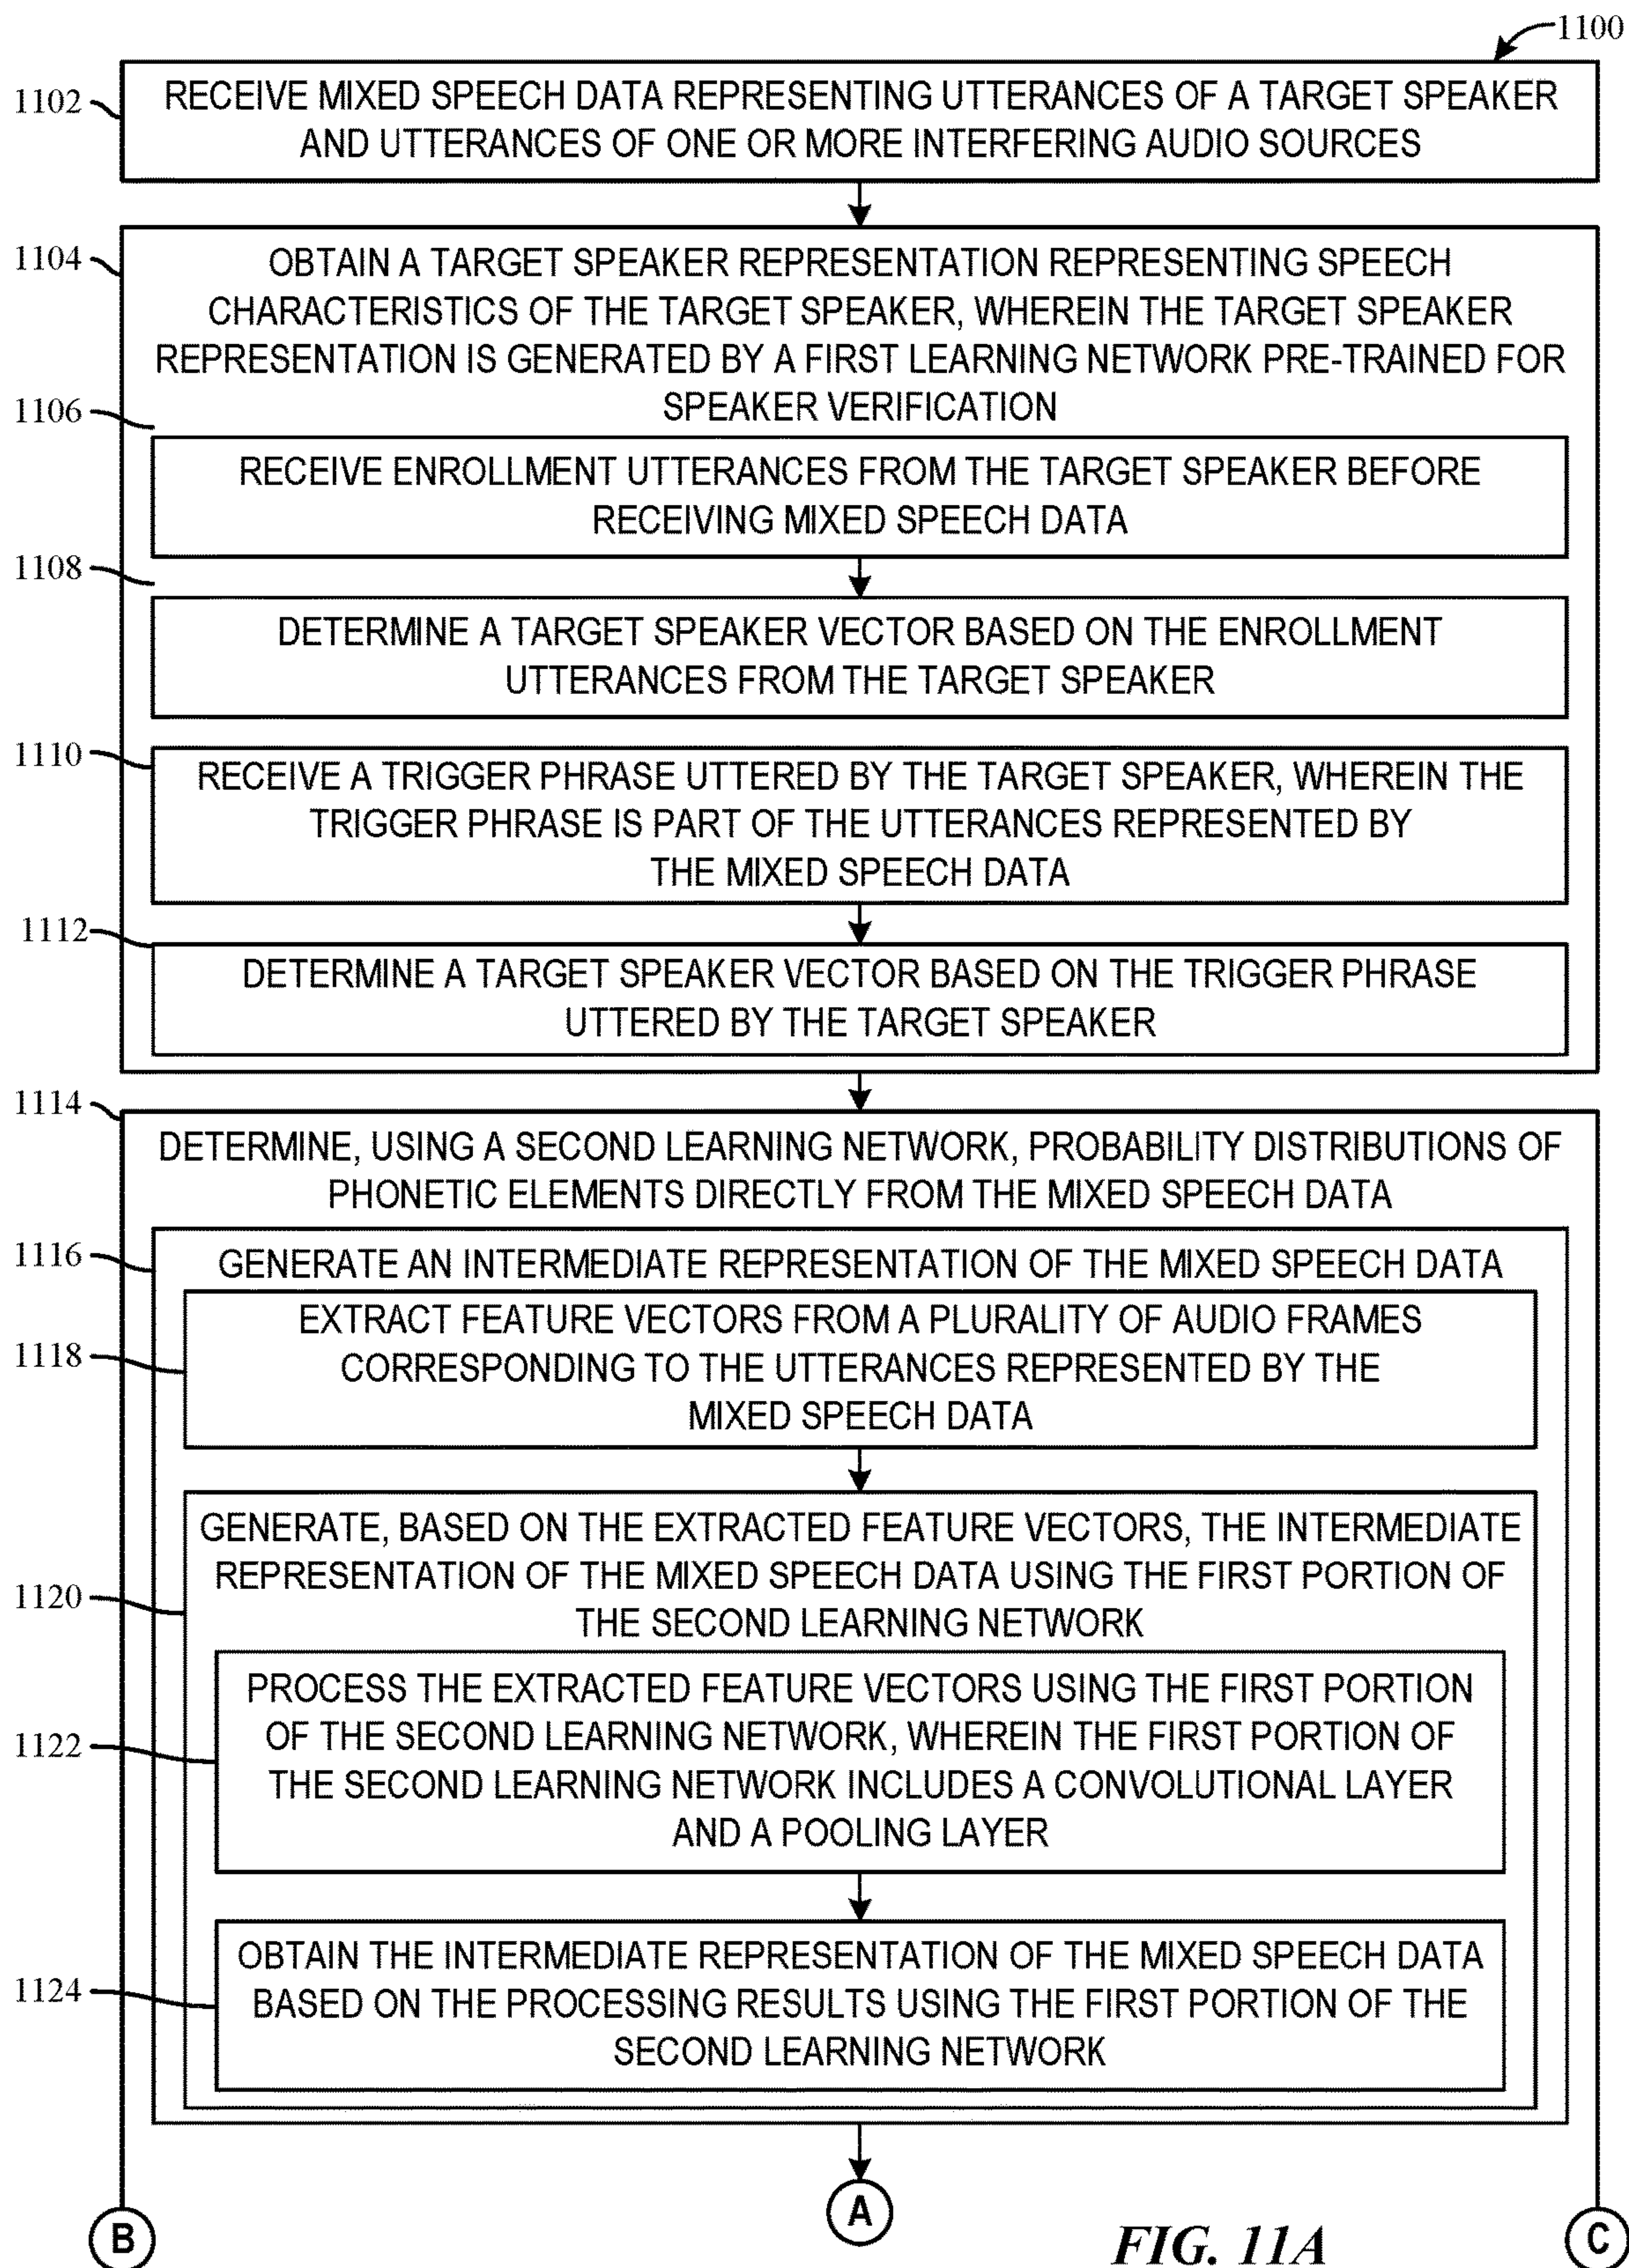 1100
1102
RECEIVE MIXED SPEECH DATA REPRESENTING UTTERANCES OF A TARGET SPEAKER
AND UTTERANCES OF ONE OR MORE INTERFERING AUDIO SOURCES
1104
OBTAIN A TARGET SPEAKER REPRESENTATION REPRESENTING SPEECH
CHARACTERISTICS OF THE TARGET SPEAKER, WHEREIN THE TARGET SPEAKER
REPRESENTATION IS GENERATED BY A FIRST LEARNING NETWORK PRE-TRAINED FOR
SPEAKER VERIFICATION
1106
RECEIVE ENROLLMENT UTTERANCES FROM THE TARGET SPEAKER BEFORE
RECEIVING MIXED SPEECH DATA
1108
DETERMINE A TARGET SPEAKER VECTOR BASED ON THE ENROLLMENT
UTTERANCES FROM THE TARGET SPEAKER
1110
RECEIVE A TRIGGER PHRASE UTTERED BY THE TARGET SPEAKER, WHEREIN THE
TRIGGER PHRASE IS PART OF THE UTTERANCES REPRESENTED BY
THE MIXED SPEECH DATA
1112
DETERMINE A TARGET SPEAKER VECTOR BASED ON THE TRIGGER PHRASE
UTTERED BY THE TARGET SPEAKER
1114
DETERMINE, USING A SECOND LEARNING NETWORK, PROBABILITY DISTRIBUTIONS OF
PHONETIC ELEMENTS DIRECTLY FROM THE MIXED SPEECH DATA
1116
GENERATE AN INTERMEDIATE REPRESENTATION OF THE MIXED SPEECH DATA
1118
EXTRACT FEATURE VECTORS FROM A PLURALITY OF AUDIO FRAMES
CORRESPONDING TO THE UTTERANCES REPRESENTED BY THE
MIXED SPEECH DATA
1120
GENERATE, BASED ON THE EXTRACTED FEATURE VECTORS, THE INTERMEDIATE
REPRESENTATION OF THE MIXED SPEECH DATA USING THE FIRST PORTION OF
THE SECOND LEARNING NETWORK
1122
PROCESS THE EXTRACTED FEATURE VECTORS USING THE FIRST PORTION
OF THE SECOND LEARNING NETWORK, WHEREIN THE FIRST PORTION OF
THE SECOND LEARNING NETWORK INCLUDES A CONVOLUTIONAL LAYER
AND A POOLING LAYER
1124
OBTAIN THE INTERMEDIATE REPRESENTATION OF THE MIXED SPEECH DATA
BASED ON THE PROCESSING RESULTS USING THE FIRST PORTION OF THE
SECOND LEARNING NETWORK
B
A
C
FIG. 11A